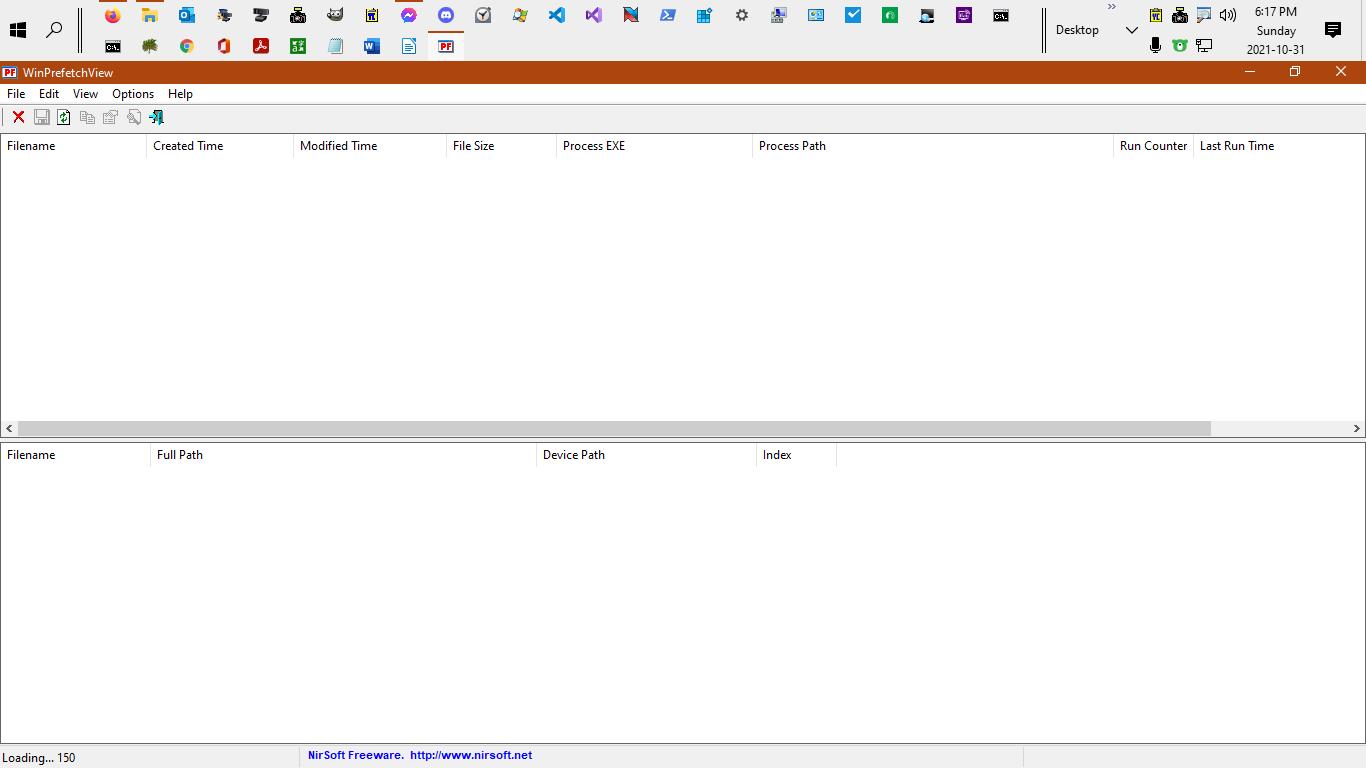 6:17 PM
Desktop
Sunday
2021-10-31
WinPrefetchView
File Edit View Options Help
Filename Created Time Modified Time File Size Process EXE Process Path Run Counter Last Run Time
Filename Full Path Device Path Index
Loading... 150 NirSoft Freeware. http://www.nirsoft.net